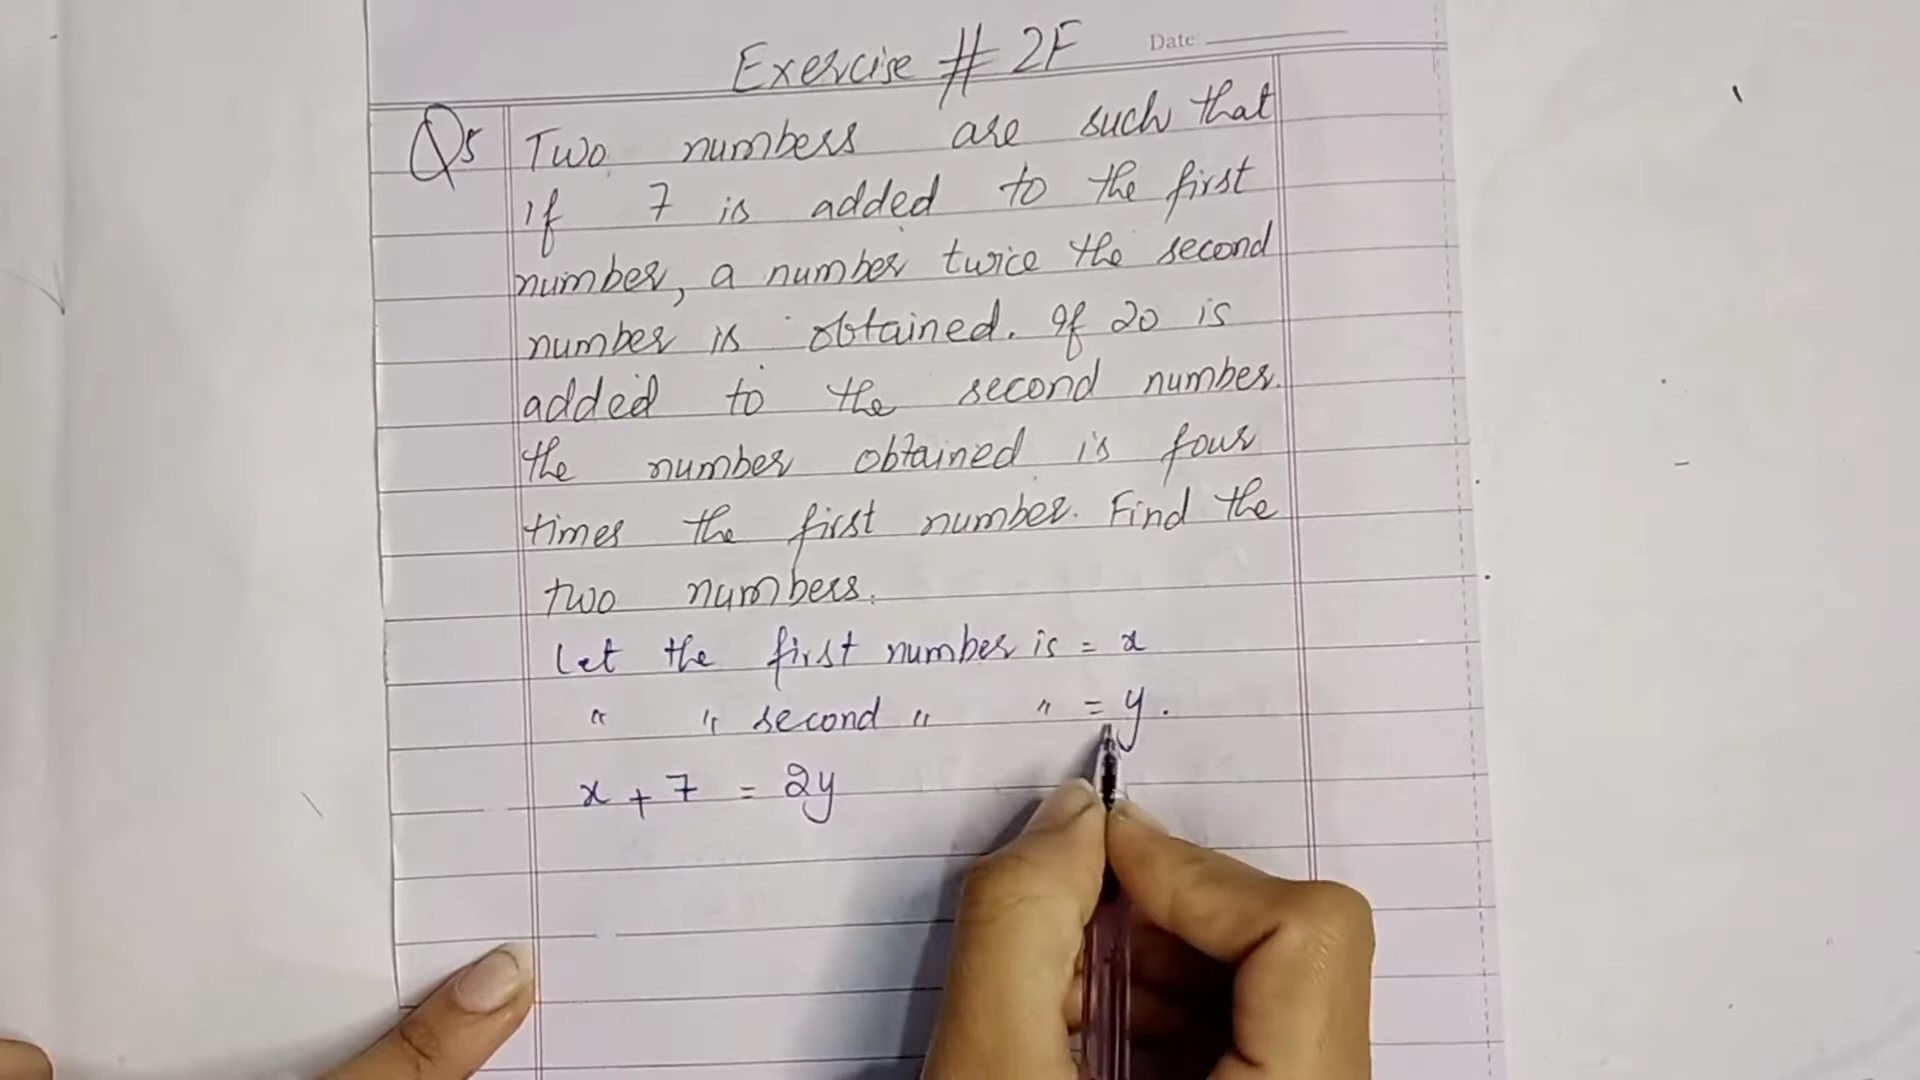 Exercise # 2F
Date
Q5 Two numbers are such that
if 7 is added to the first
number, a number twice the second
number is obtained. If 20 is
added to the second number.
the number obtained is four
times the first number. Find the
two numbers.
Let the first number is = x
" " second " " = y.
x + 7 = 2y